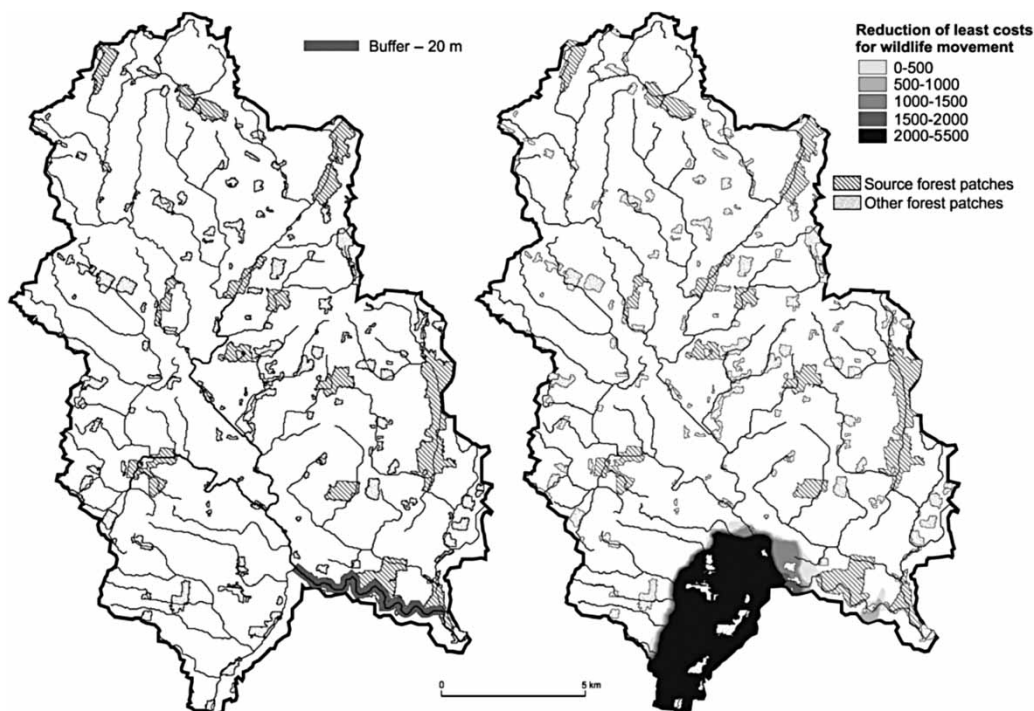 Buffer – 20 m
Reduction of least costs
for wildlife movement
0-500
500-1000
1000-1500
1500-2000
2000-5500
Source forest patches
Other forest patches
0
5 km